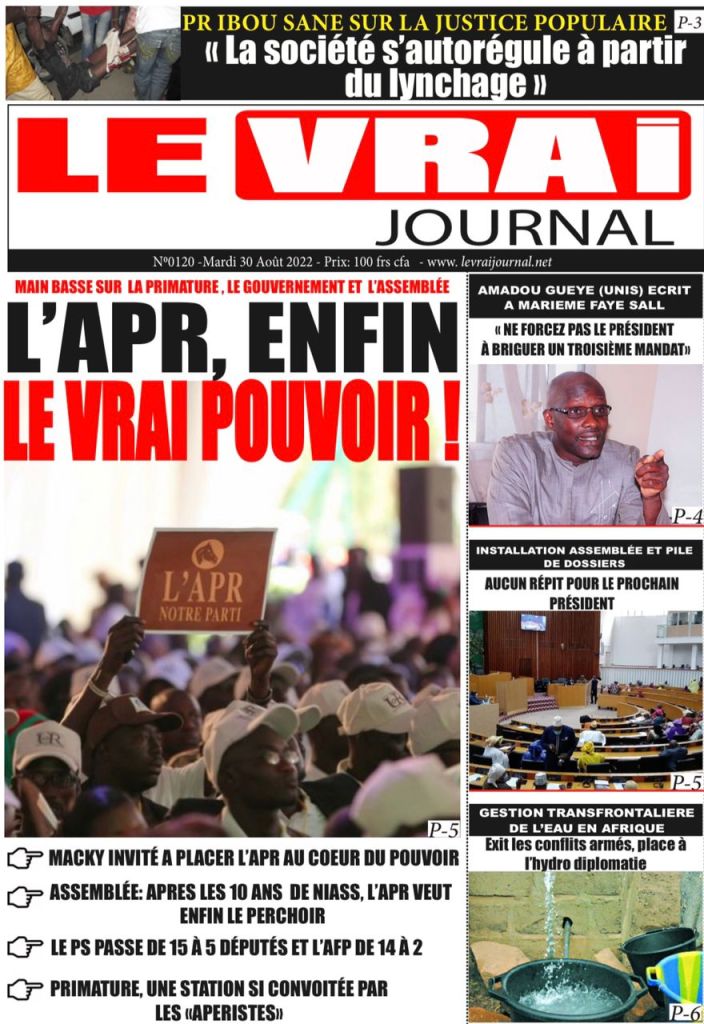 PR IBOU SANE SUR LA JUSTICE POPULAIRE P-3
« La société s’autorégule à partir
du lynchage »
LE VRAi
JOURNAL
Nº0120 -Mardi 30 Août 2022 - Prix: 100 frs cfa - www. levraijournal.net
MAIN BASSE SUR LA PRIMATURE , LE GOUVERNEMENT ET L’ASSEMBLÉE
L’APR, ENFIN
LE VRAI POUVOIR !
L’APR
NOTRE PARTI
P-5
MACKY INVITÉ A PLACER L’APR AU COEUR DU POUVOIR
ASSEMBLÉE: APRES LES 10 ANS DE NIASS, L’APR VEUT
ENFIN LE PERCHOIR
LE PS PASSE DE 15 À 5 DÉPUTÉS ET L’AFP DE 14 À 2
PRIMATURE, UNE STATION SI CONVOITÉE PAR
LES «APERISTES»
AMADOU GUEYE (UNIS) ECRIT
A MARIEME FAYE SALL
« NE FORCEZ PAS LE PRÉSIDENT
À BRIGUER UN TROISIÈME MANDAT»
P-4
INSTALLATION ASSEMBLÉE ET PILE
DE DOSSIERS
AUCUN RÉPIT POUR LE PROCHAIN
PRÉSIDENT
P-5
GESTION TRANSFRONTALIERE
DE L’EAU EN AFRIQUE
Exit les conflits armés, place à
l’hydro diplomatie
P-6